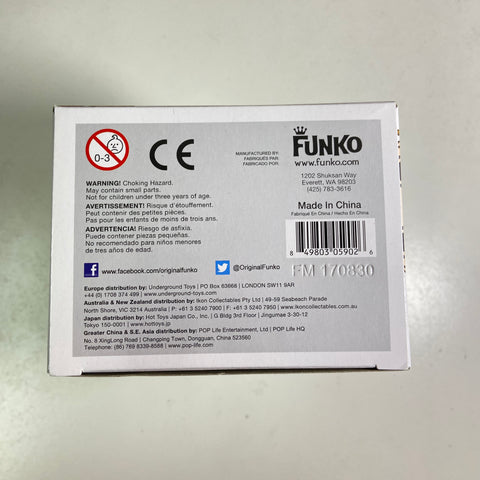 0-3
CE
MANUFACTURED BY:
FABRIQUÉ PAR:
FABRICADO POR:
FUNKO
www.funko.com
1202 Shuksan Way
Everett, WA 98203
(425) 783-3616
WARNING! Choking Hazard.
May contain small parts.
Not for children under three years of age.
AVERTISSEMENT! Risque d'étouffement.
Peut contenir des petites pièces.
Pas pour les enfants de moins de trois ans.
ADVERTENCIA! Riesgo de asfixia.
Puede contener piezas pequeñas.
No recomendado para niños menores
de tres años de edad.
Made In China
Fabriqué En China / Hecho En China
8 49803 05902 6
FM 170830
f www.facebook.com/originalfunko
@OriginalFunko
Europe distribution by: Underground Toys | PO Box 63668 | LONDON SW11 9AR
+44 (0) 1708 374 499 | www.underground-toys.com
Australia & New Zealand distribution by: Ikon Collectables Pty Ltd | 49-59 Seabeach Parade
North Shore, VIC 3214 Australia | P +61 3 5240 7900 | F +61 3 5240 7950 | www.ikoncollectables.com.au
Japan distribution by: Hot Toys Japan Co., Inc. | G Bldg 3rd Floor | Jingumae 3-30-12
Tokyo 150-0001 | www.hottoys.jp
Greater China & S.E. Asia distribution by: POP Life Entertainment, Ltd | POP Life HQ
No. 8 XingLong Road | Changping Town, Dongguan, China 523560
Telephone: (86) 769 8339-8588 | www.pop-life.com